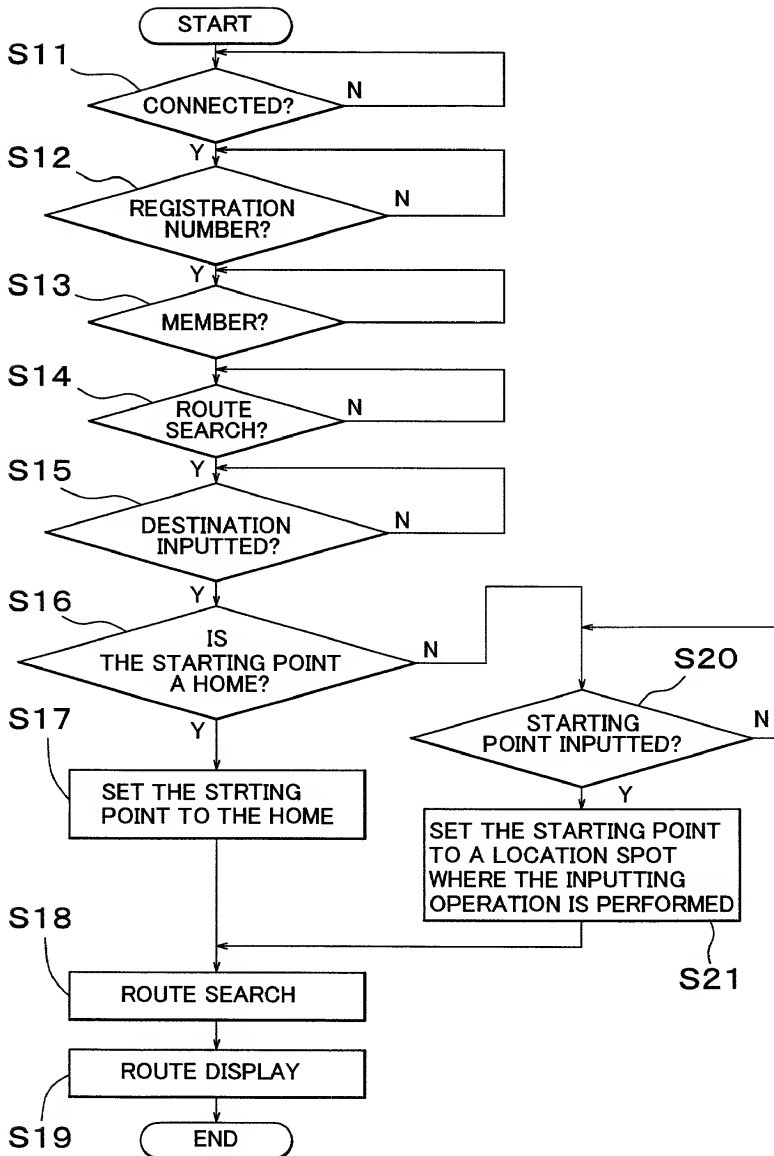 START
S11
CONNECTED?
N
Y
S12
REGISTRATION
NUMBER?
N
Y
S13
MEMBER?
S14
ROUTE
SEARCH?
N
Y
S15
DESTINATION
INPUTTED?
N
Y
S16
IS
THE STARTING POINT
A HOME?
N
Y
S20
STARTING
POINT INPUTTED?
N
Y
S17
SET THE STRTING
POINT TO THE HOME
SET THE STARTING POINT
TO A LOCATION SPOT
WHERE THE INPUTTING
OPERATION IS PERFORMED
S21
S18
ROUTE SEARCH
ROUTE DISPLAY
S19
END